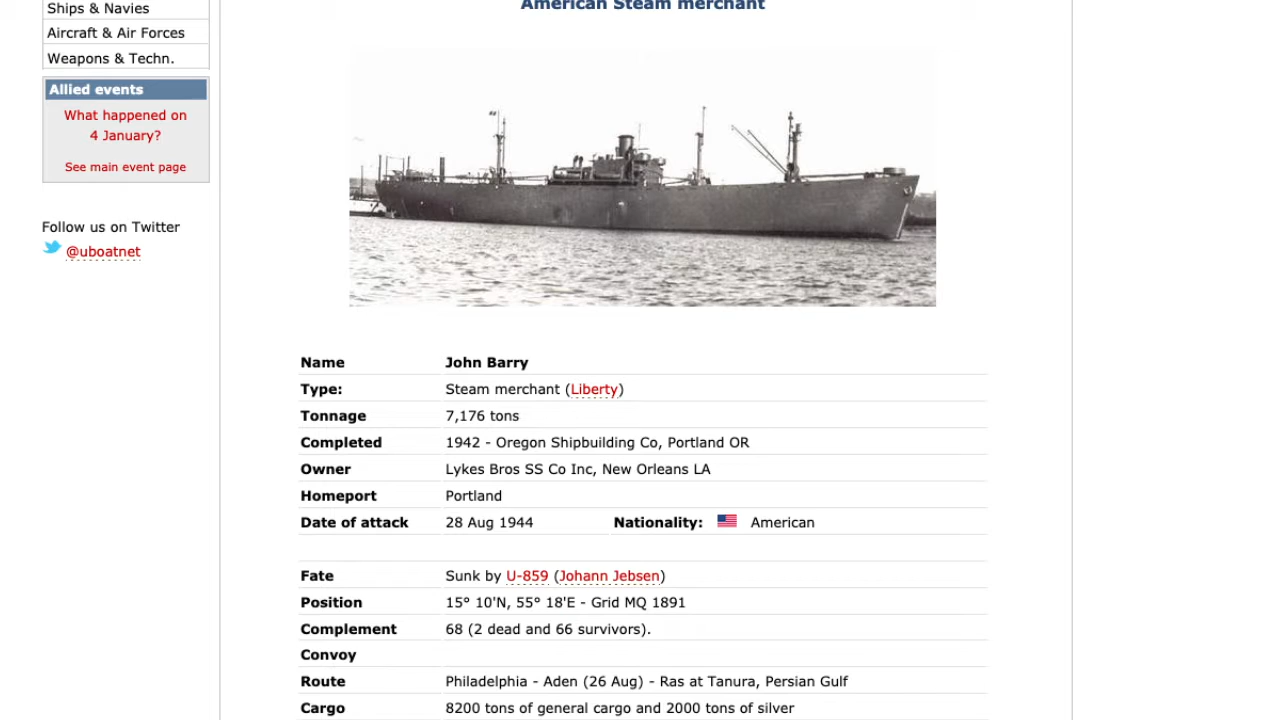 Ships & Navies
Aircraft & Air Forces
Weapons & Techn.
Allied events
What happened on
4 January?
See main event page
Follow us on Twitter
@uboatnet
American Steam merchant
Name John Barry
Type: Steam merchant (Liberty)
Tonnage 7,176 tons
Completed 1942 - Oregon Shipbuilding Co, Portland OR
Owner Lykes Bros SS Co Inc, New Orleans LA
Homeport Portland
Date of attack 28 Aug 1944 Nationality: American
Fate Sunk by U-859 (Johann Jebsen)
Position 15° 10'N, 55° 18'E - Grid MQ 1891
Complement 68 (2 dead and 66 survivors).
Convoy
Route Philadelphia - Aden (26 Aug) - Ras at Tanura, Persian Gulf
Cargo 8200 tons of general cargo and 2000 tons of silver